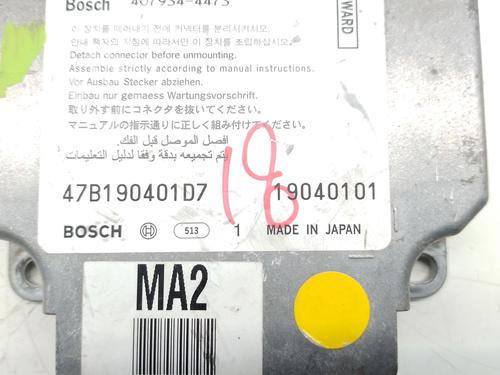 Bosch 407934-4473
WARD
이 장치를 떼어내기 전에 커넥터를 분리시키십시오.
안내 책자의 지침에 따라서만 이 장치를 조립하십시오.
Detach connector before unmounting.
Assemble strictly according to manual instructions.
Vor Ausbau Stecker abziehen.
Einbau nur gemaess Wartungsvorschrift.
取り外す前にコネクタを抜いてください。
マニュアルの指示通りに正しく組み付けてください。
افصل الموصل قبل الفك.
يتم تجميعه بدقة وفقا لدليل التعليمات
47B190401D7 19040101
18
BOSCH 513 1 MADE IN JAPAN
MA2